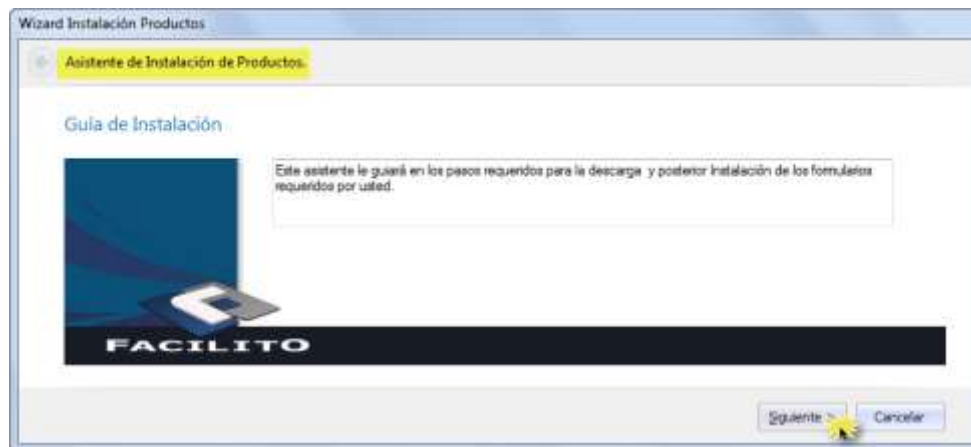 Wizard Instalación Productos
Asistente de Instalación de Productos.
Guía de Instalación
Este asistente le guiará en los pasos requeridos para la descarga y posterior Instalación de los formularios
requeridos por usted.
FACILITO
Siguiente >
Cancelar